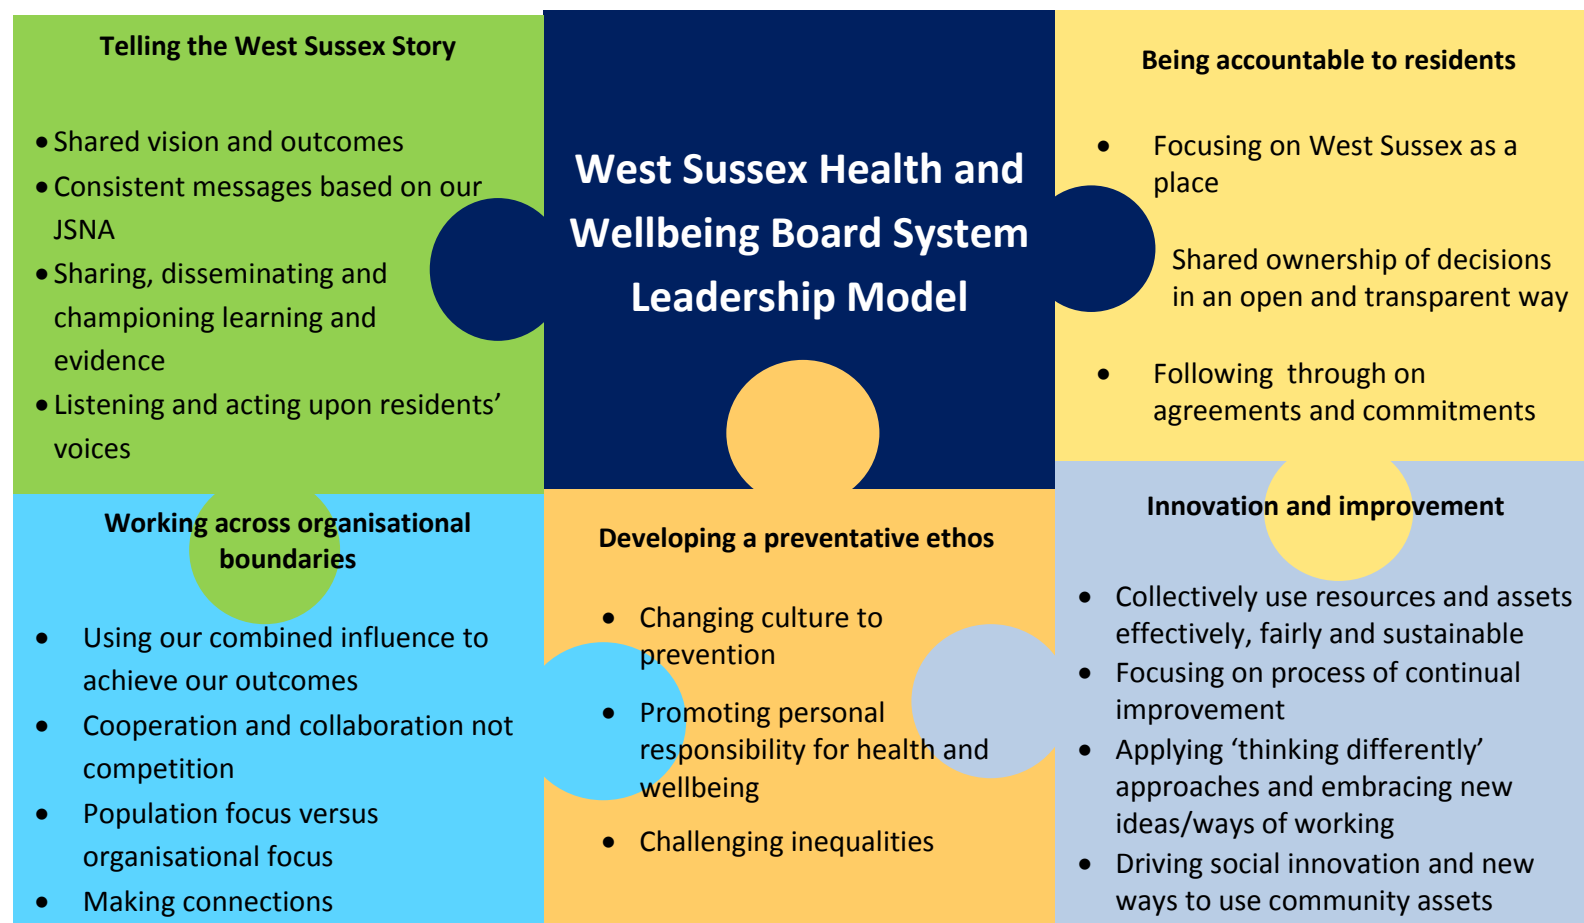 Telling the West Sussex Story
• Shared vision and outcomes
• Consistent messages based on our
JSNA
• Sharing, disseminating and
championing learning and
evidence
• Listening and acting upon residents’
voices
West Sussex Health and
Wellbeing Board System
Leadership Model
Being accountable to residents
• Focusing on West Sussex as a
place
Shared ownership of decisions
in an open and transparent way
• Following  through on
agreements and commitments
Working across organisational
boundaries
• Using our combined influence to
achieve our outcomes
• Cooperation and collaboration not
competition
• Population focus versus
organisational focus
• Making connections
Developing a preventative ethos
• Changing culture to
prevention
• Promoting personal
responsibility for health and
wellbeing
• Challenging inequalities
Innovation and improvement
• Collectively use resources and assets
effectively, fairly and sustainable
• Focusing on process of continual
improvement
• Applying ‘thinking differently’
approaches and embracing new
ideas/ways of working
• Driving social innovation and new
ways to use community assets